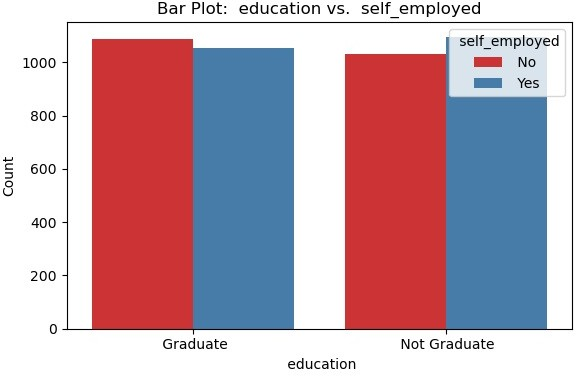 Bar Plot:  education vs.  self_employed
self_employed
No
Yes
Count
1000
800
600
400
200
0
Graduate
Not Graduate
education